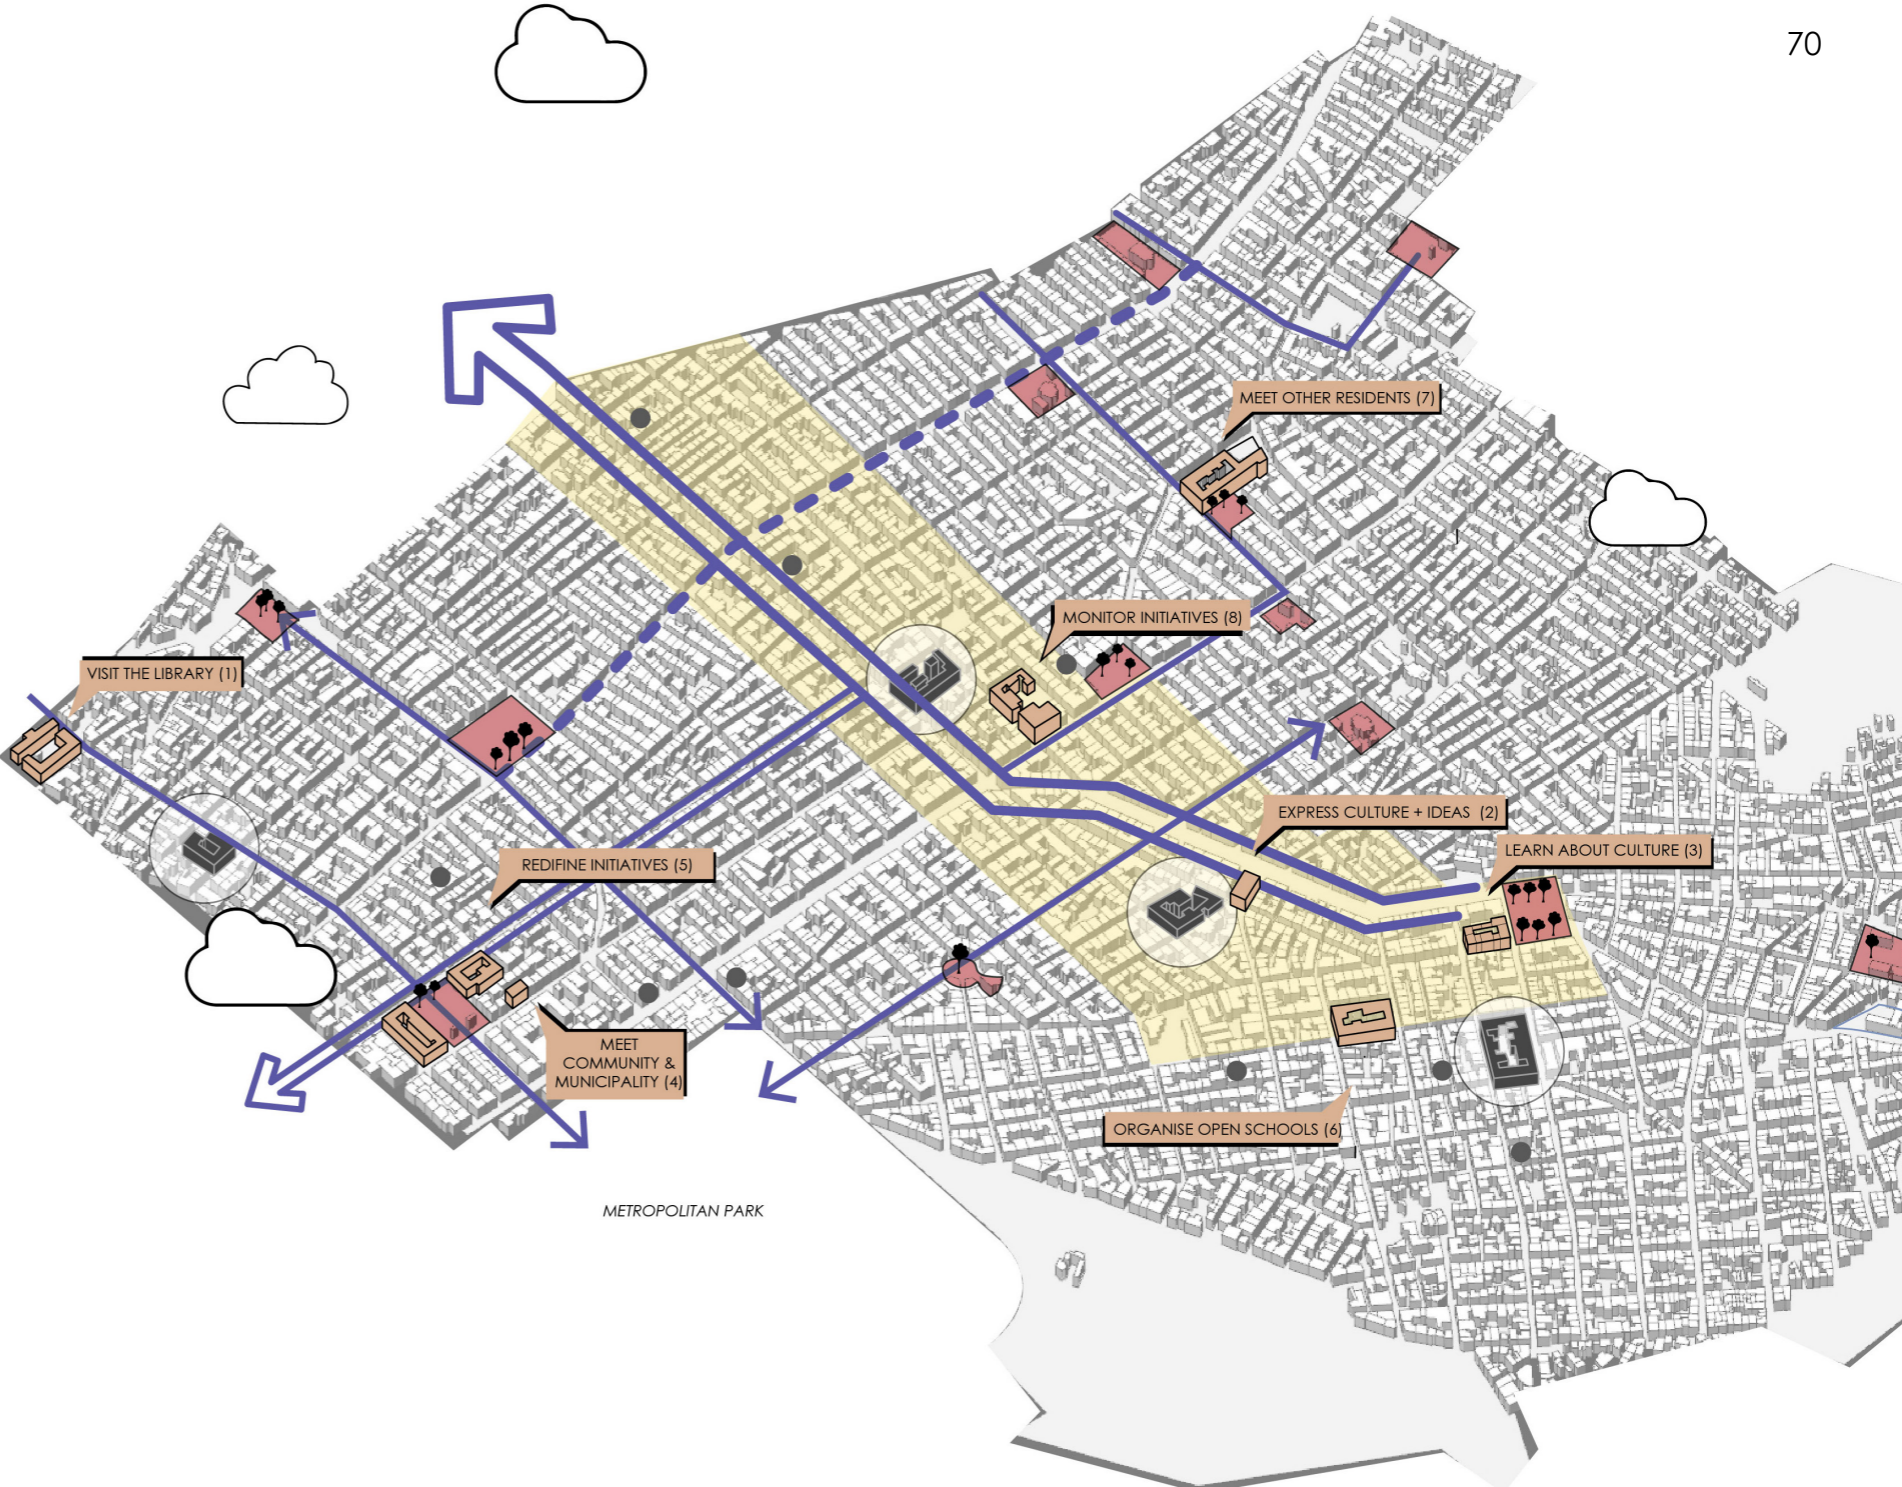 70
MEET OTHER RESIDENTS (7)
MONITOR INITIATIVES (8)
VISIT THE LIBRARY (1)
EXPRESS CULTURE + IDEAS (2)
LEARN ABOUT CULTURE (3)
REDIFINE INITIATIVES (5)
MEET
COMMUNITY &
MUNICIPALITY (4)
ORGANISE OPEN SCHOOLS (6)
METROPOLITAN PARK